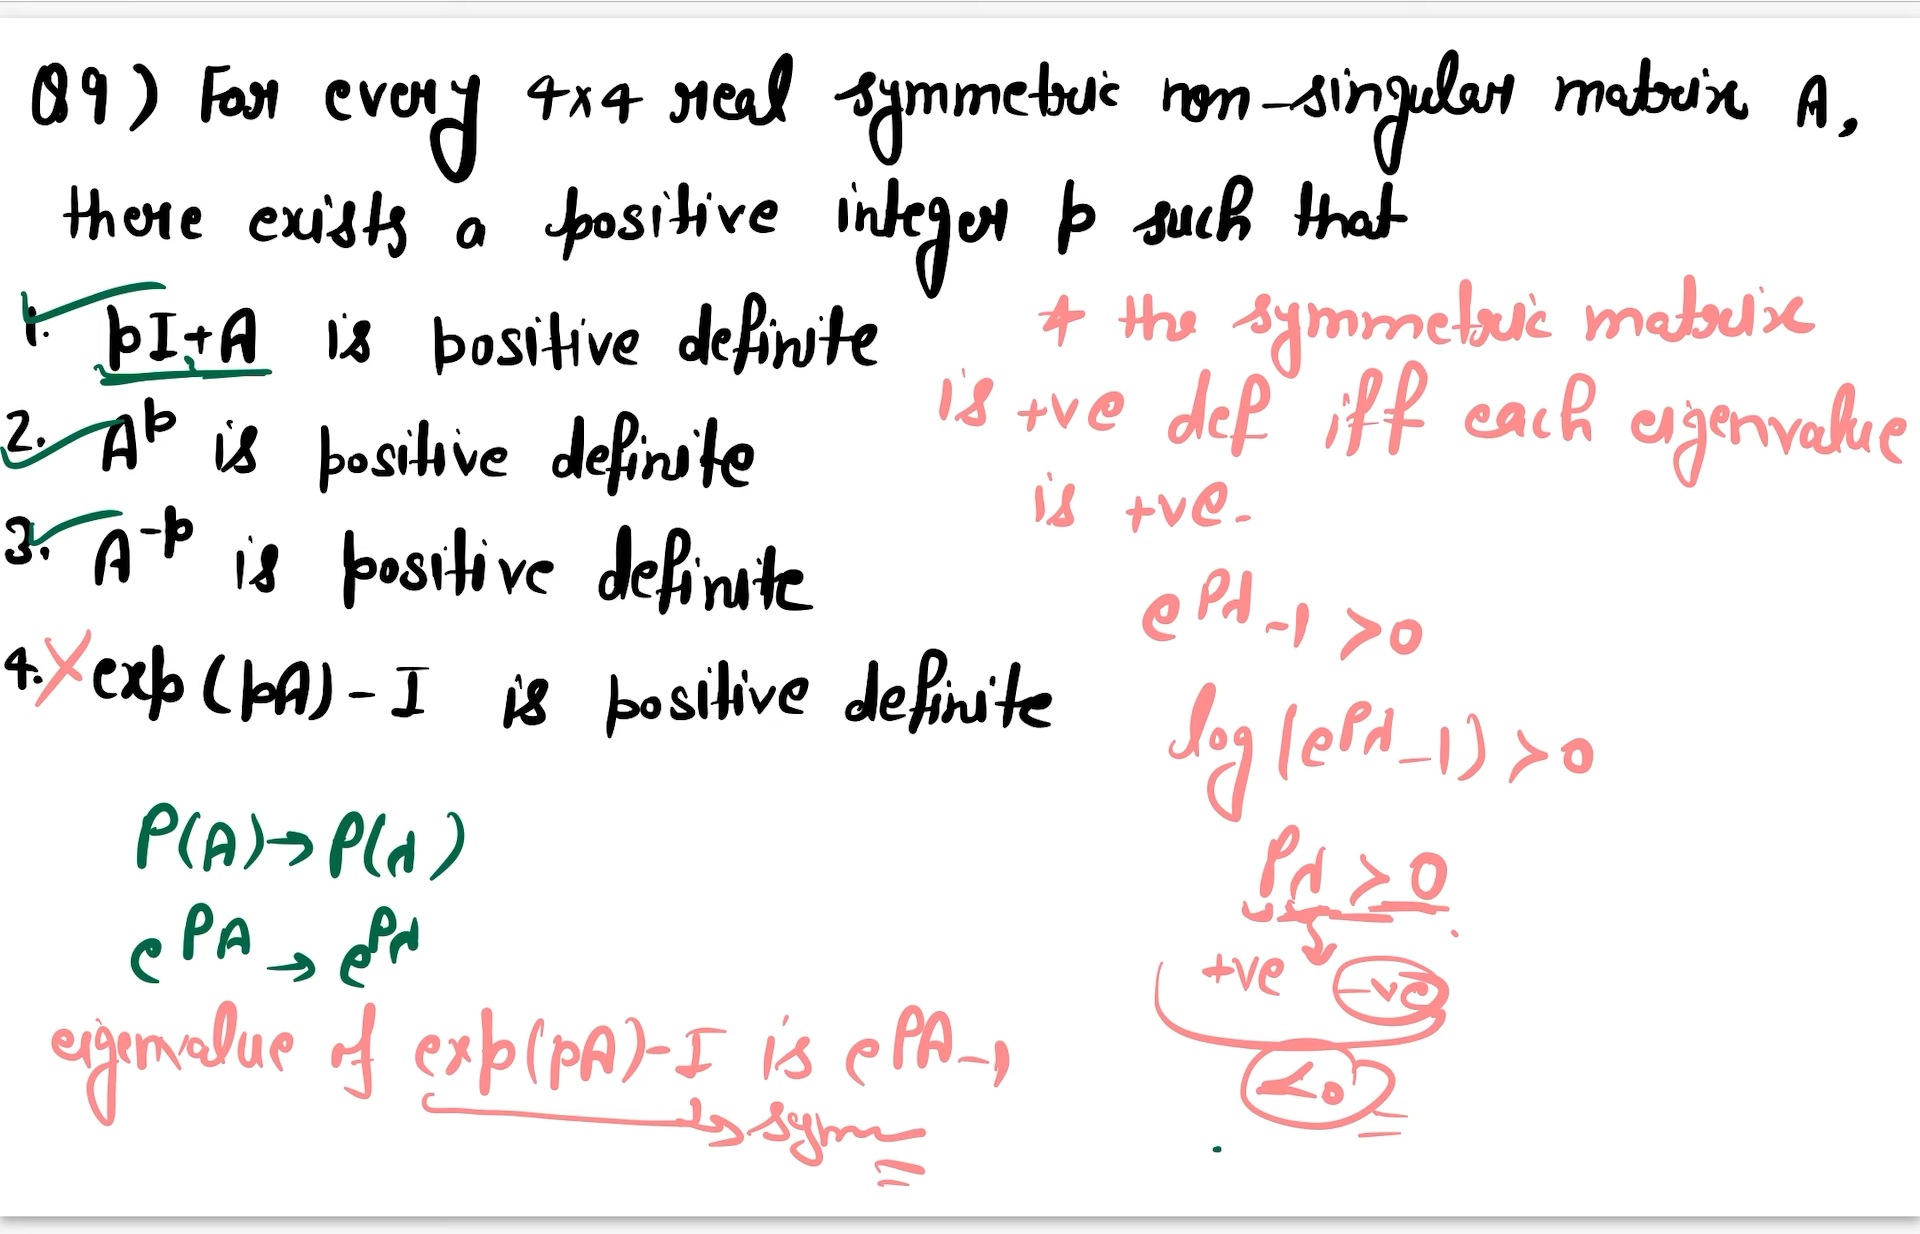 Q9) For every 4x4 real symmetric non-singular matrix A,
there exists a positive integer p such that
1. pI+A is positive definite
2. A^p is positive definite
3. A^-p is positive definite
4. exp(pA)-I is positive definite
* the symmetric matrix
is +ve def iff each eigenvalue
is +ve.
e^Pλ -1 >0
log(e^Pλ -1) >0
Pλ >0
+ve -ve
<0
P(A)→P(λ)
e^PA → e^Pλ
eigenvalue of exp(pA)-I is e^PA -1
→ sym